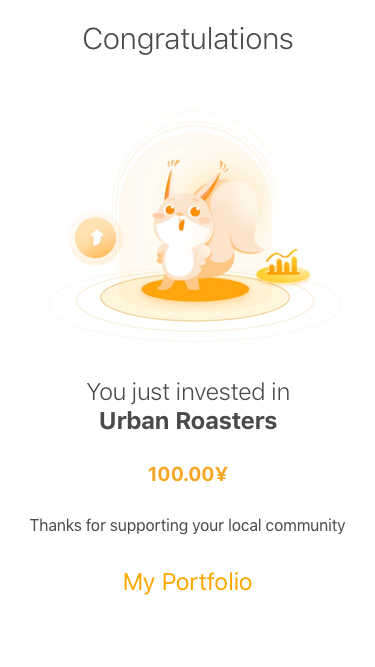 Congratulations
You just invested in
Urban Roasters
100.00¥
Thanks for supporting your local community
My Portfolio